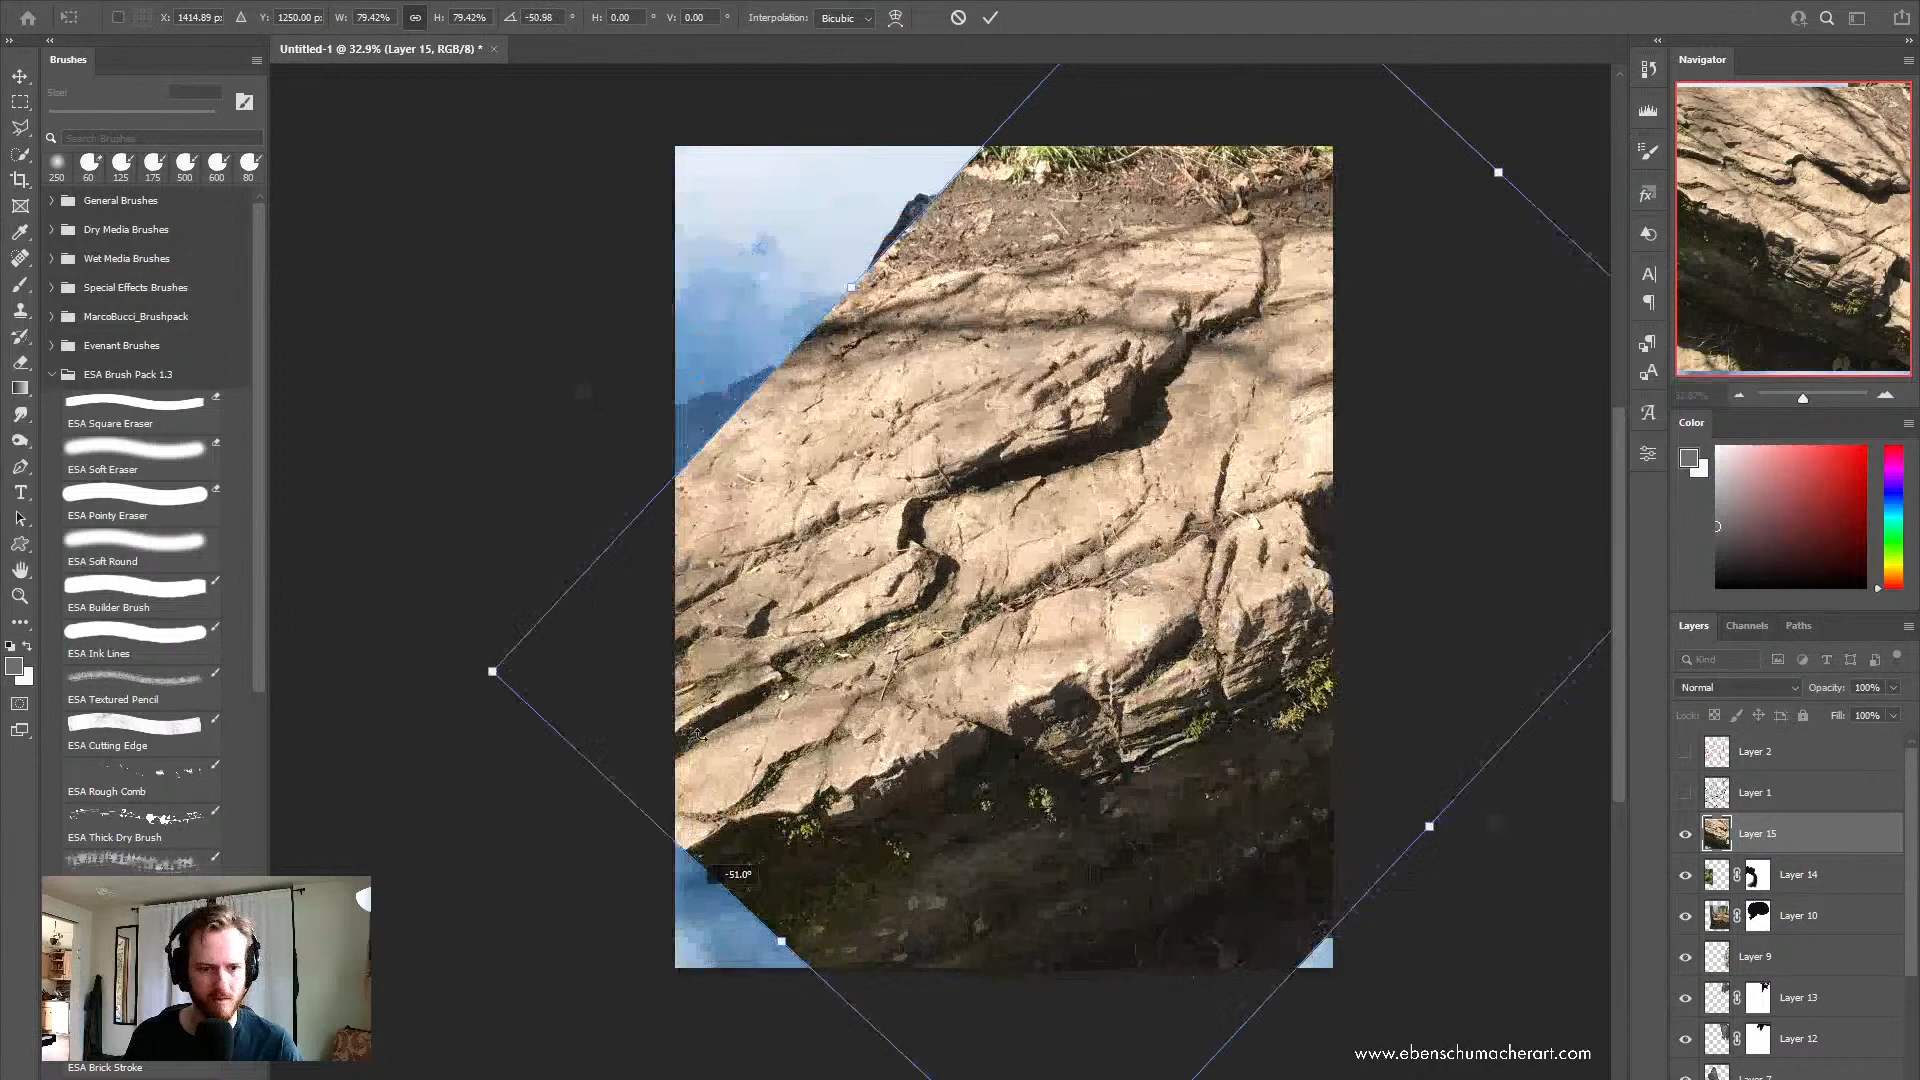 X: 1414.89 p: Y: 1250.00 p: W: 79.42% H: 79.42% -50.98 ° H: 0.00 ° V: 0.00 ° Interpolation: Bicubic
Untitled-1 @ 32.9% (Layer 15, RGB/8) * ×
Brushes
Size:
Search Brushes
250 60 125 175 500 600 80
General Brushes
Dry Media Brushes
Wet Media Brushes
Special Effects Brushes
MarcoBucci_Brushpack
Evenant Brushes
ESA Brush Pack 1.3
ESA Square Eraser
ESA Soft Eraser
ESA Pointy Eraser
ESA Soft Round
ESA Builder Brush
ESA Ink Lines
ESA Textured Pencil
ESA Cutting Edge
ESA Rough Comb
ESA Thick Dry Brush
ESA Brick Stroke
-51.0°
www.ebenschumacherart.com
Navigator
32.87%
Color
Layers Channels Paths
Kind
Normal Opacity: 100%
Lock: Fill: 100%
Layer 2
Layer 1
Layer 15
Layer 14
Layer 10
Layer 9
Layer 13
Layer 12